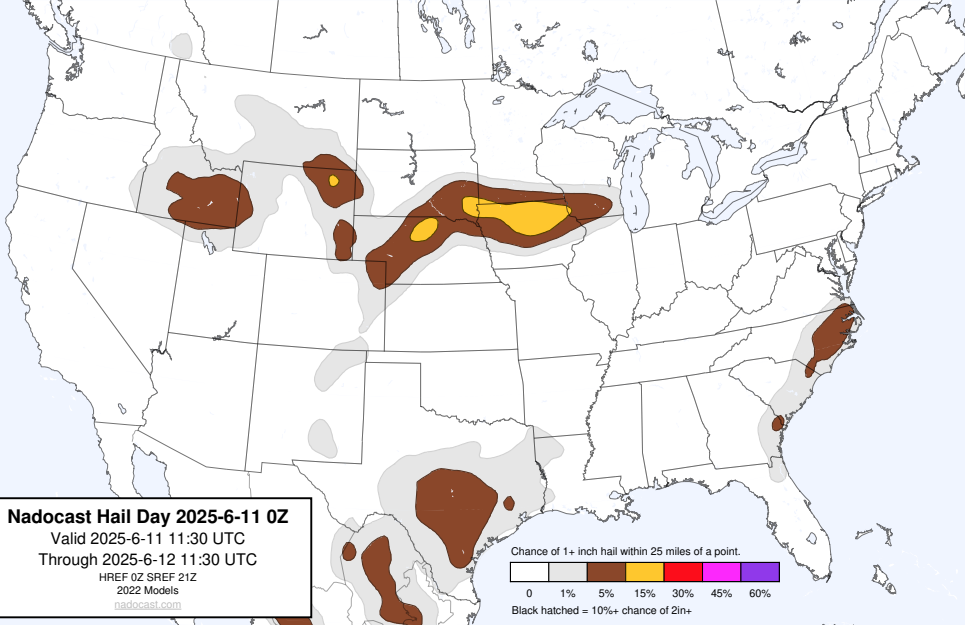 Nadocast Hail Day 2025-6-11 0Z
Valid 2025-6-11 11:30 UTC
Through 2025-6-12 11:30 UTC
HREF 0Z SREF 21Z
2022 Models
nadocast.com
Chance of 1+ inch hail within 25 miles of a point.
0 1% 5% 15% 30% 45% 60%
Black hatched = 10%+ chance of 2in+